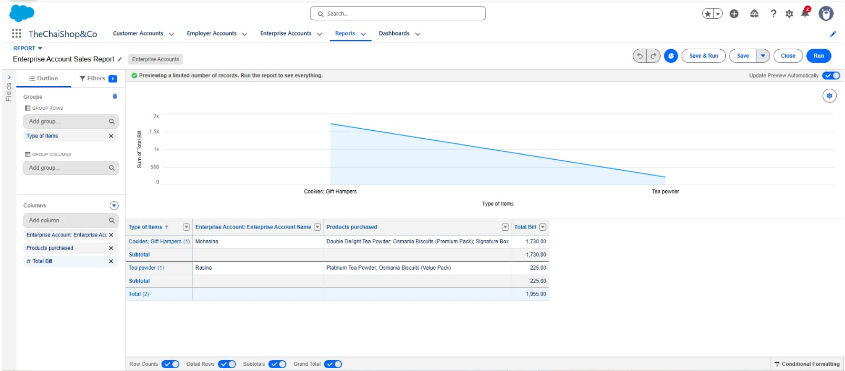 Search...
2
TheChaiShop&Co
Customer Accounts
Employer Accounts
Enterprise Accounts
Reports
Dashboards
REPORT
Enterprise Account Sales Report
Enterprise Accounts
Save & Run
Save
Close
Run
Fields
Outline
Filters
Previewing a limited number of records. Run the report to see everything.
Update Preview Automatically
Groups
GROUP ROWS
Add group...
Type of Items
GROUP COLUMNS
Add group...
Columns
Add column...
Enterprise Account: Enterprise Acc
Products purchased
# Total Bill
Sum of Total Bill
2k
1.5k
1k
500
0
Cookies; Gift Hampers
Tea powder
Type of Items
Type of Items ↑
Enterprise Account: Enterprise Account Name
Products purchased
Total Bill
Cookies; Gift Hampers (1)
Mohasina
Double Delight Tea Powder; Osmania Biscuits (Premium Pack); Signature Box
1,730.00
Subtotal
1,730.00
Tea powder (1)
Rasina
Platinum Tea Powder; Osmania Biscuits (Value Pack)
225.00
Subtotal
225.00
Total (2)
1,955.00
Row Counts
Detail Rows
Subtotals
Grand Total
Conditional Formatting